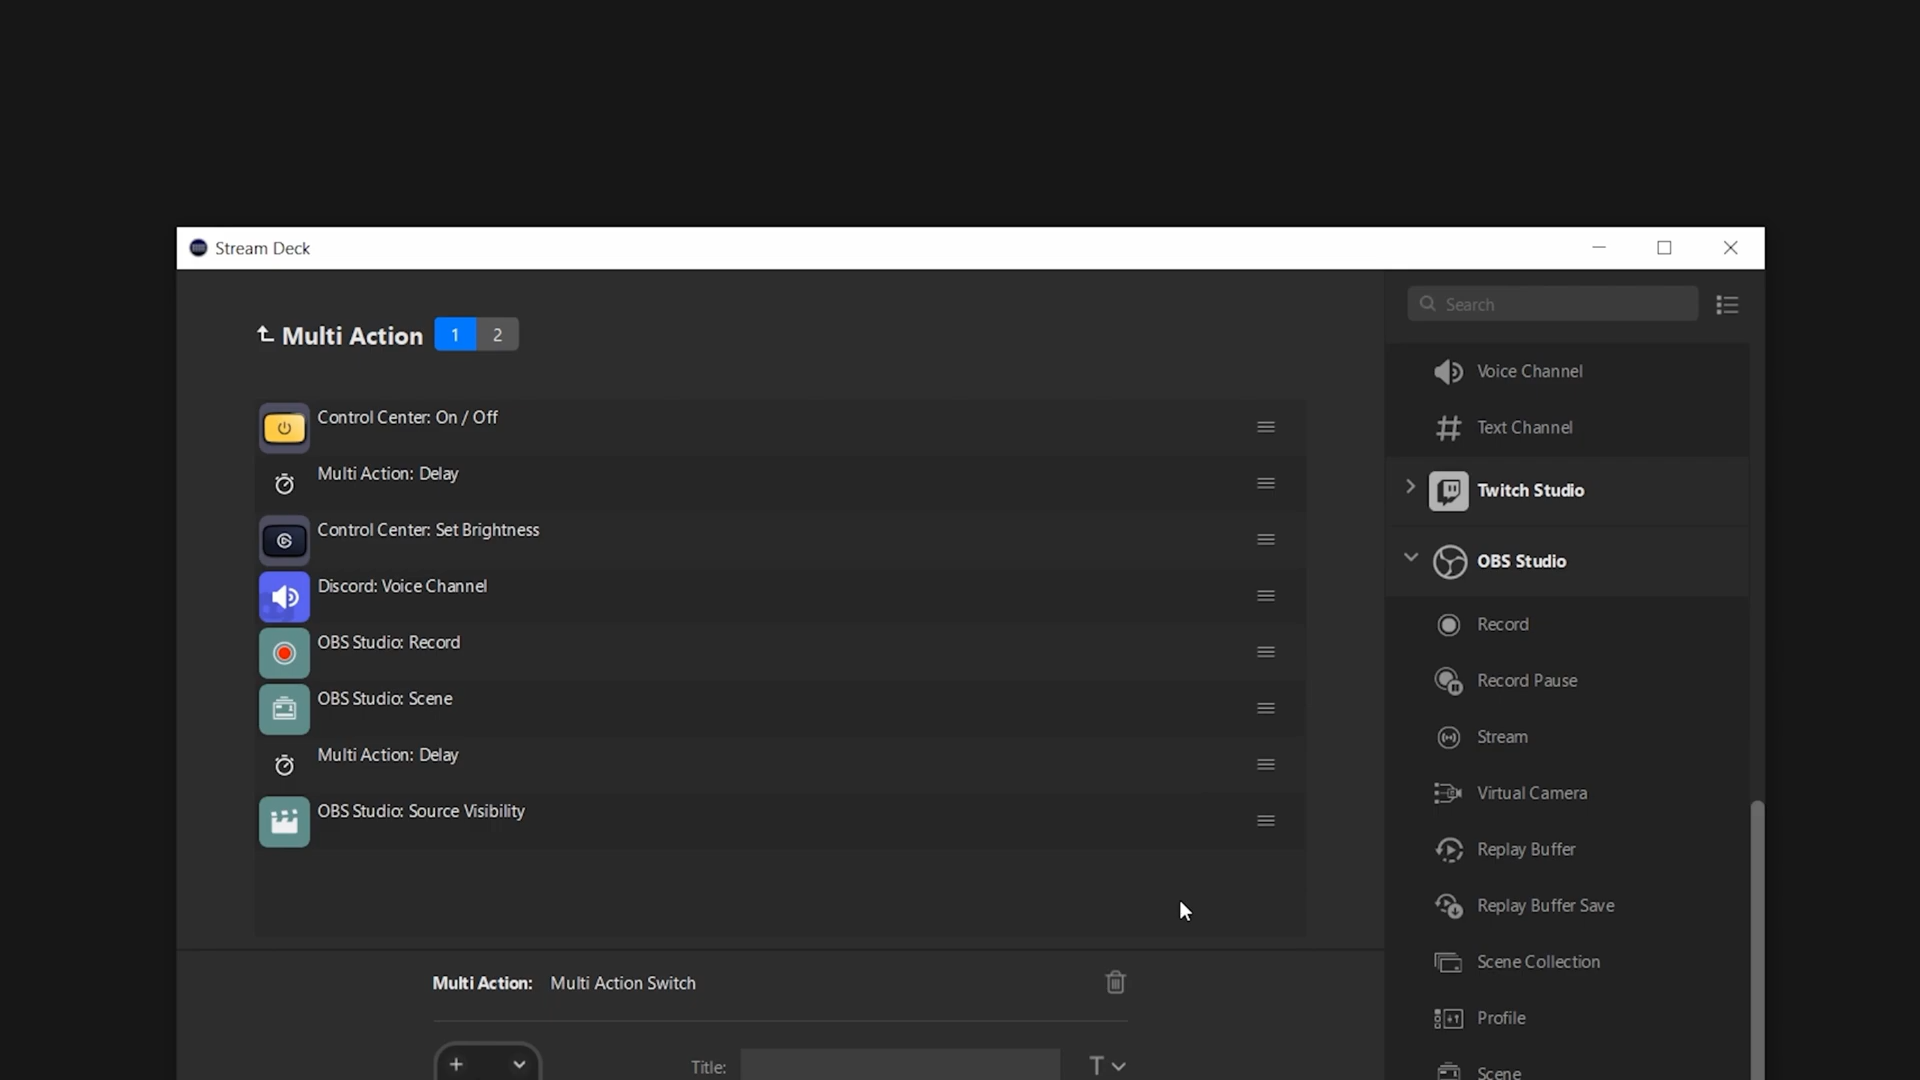 Stream Deck
Search
Multi Action 1 2
Control Center: On / Off
Multi Action: Delay
Control Center: Set Brightness
Discord: Voice Channel
OBS Studio: Record
OBS Studio: Scene
Multi Action: Delay
OBS Studio: Source Visibility
Multi Action: Multi Action Switch
Title: T
Voice Channel
Text Channel
Twitch Studio
OBS Studio
Record
Record Pause
Stream
Virtual Camera
Replay Buffer
Replay Buffer Save
Scene Collection
Profile
Scene